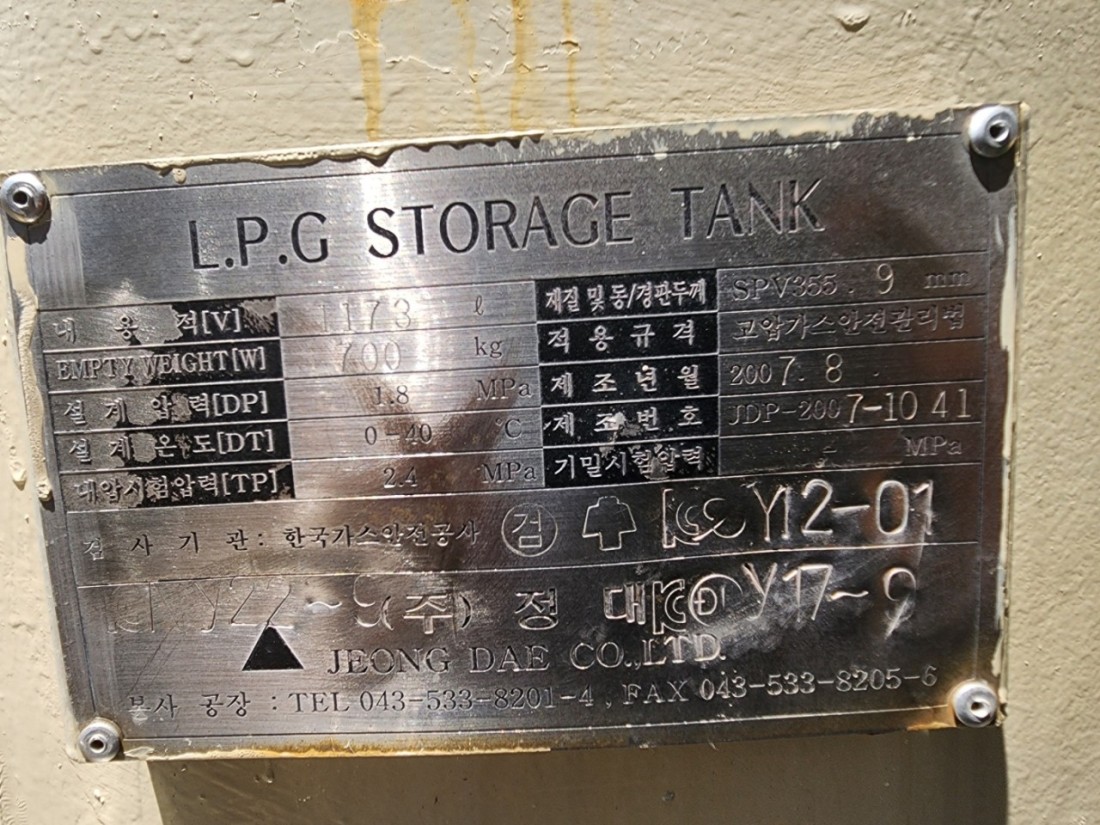 L.P.G STORAGE TANK
내 용 적[V] 1173 ℓ 재질 및 동/경판두께 SPV355 . 9 mm
EMPTY WEIGHT[W] 700 kg 적 용 규 격 고압가스안전관리법
설 계 압 력[DP] 1.8 MPa 제 조 년 월 2007. 8 .
설 계 온 도[DT] 0-40 ℃ 제 조 번 호 JDP-2007-1041
내압시험압력[TP] 2.4 MPa 기밀시험압력 MPa
검 사 기 관 : 한국가스안전공사 검 Y12-01
Y22~9 (주) 정 대 Y17~9
JEONG DAE CO.,LTD.
본사 공장 : TEL 043-533-8201-4 , FAX 043-533-8205-6